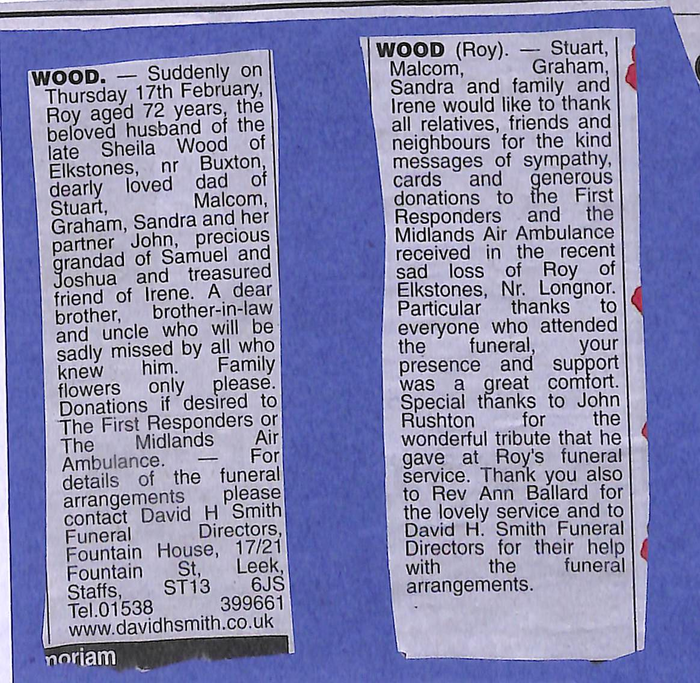 WOOD. — Suddenly on
Thursday 17th February,
Roy aged 72 years, the
beloved husband of the
late Sheila Wood of
Elkstones, nr Buxton,
dearly loved dad of
Stuart, Malcom,
Graham, Sandra and her
partner John, precious
grandad of Samuel and
Joshua and treasured
friend of Irene. A dear
brother, brother-in-law
and uncle who will be
sadly missed by all who
knew him. Family
flowers only please.
Donations if desired to
The First Responders or
The Midlands Air
Ambulance. — For
details of the funeral
arrangements please
contact David H Smith
Funeral Directors,
Fountain House, 17/21
Fountain St, Leek,
Staffs, ST13 6JS
Tel.01538 399661
www.davidhsmith.co.uk
moriam
WOOD (Roy). — Stuart,
Malcom, Graham,
Sandra and family and
Irene would like to thank
all relatives, friends and
neighbours for the kind
messages of sympathy,
cards and generous
donations to the First
Responders and the
Midlands Air Ambulance
received in the recent
sad loss of Roy of
Elkstones, Nr. Longnor.
Particular thanks to
everyone who attended
the funeral, your
presence and support
was a great comfort.
Special thanks to John
Rushton for the
wonderful tribute that he
gave at Roy's funeral
service. Thank you also
to Rev Ann Ballard for
the lovely service and to
David H. Smith Funeral
Directors for their help
with the funeral
arrangements.